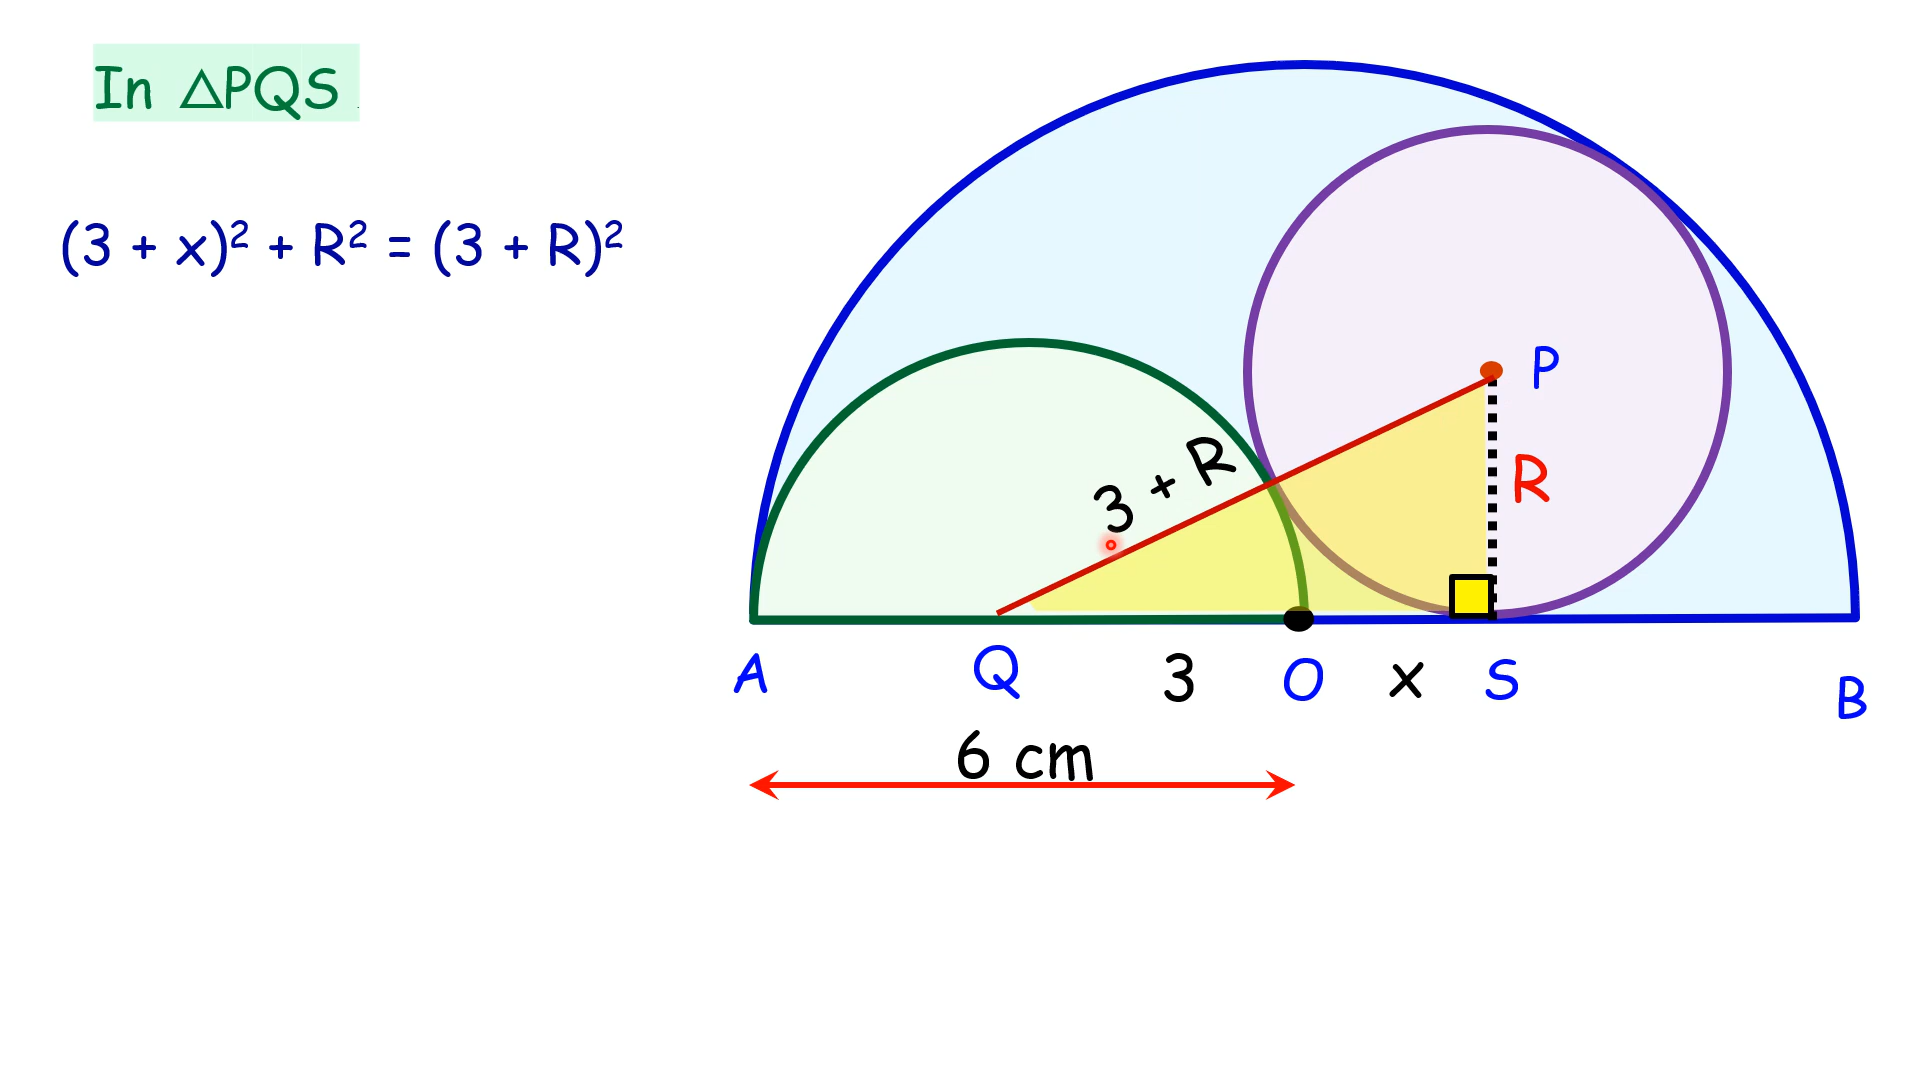 In △PQS
(3 + x)² + R² = (3 + R)²
P
R
3 + R
A Q 3 O x S B
6 cm